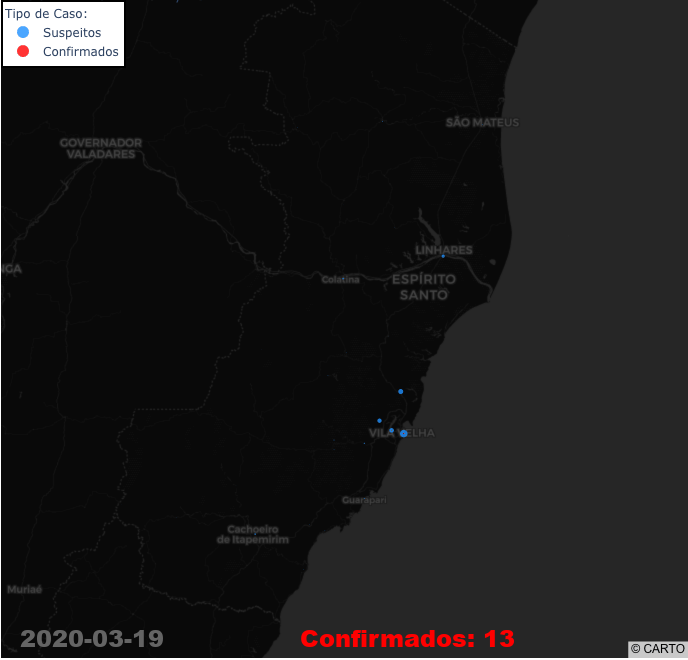 Tipo de Caso:
Suspeitos
Confirmados
SÃO MATEUS
GOVERNADOR
VALADARES
LINHARES
NGA
Colatina
ESPÍRITO
SANTO
VILA VELHA
Guarapari
Cachoeiro
de Itapemirim
Muriaé
2020-03-19
Confirmados: 13
© CARTO